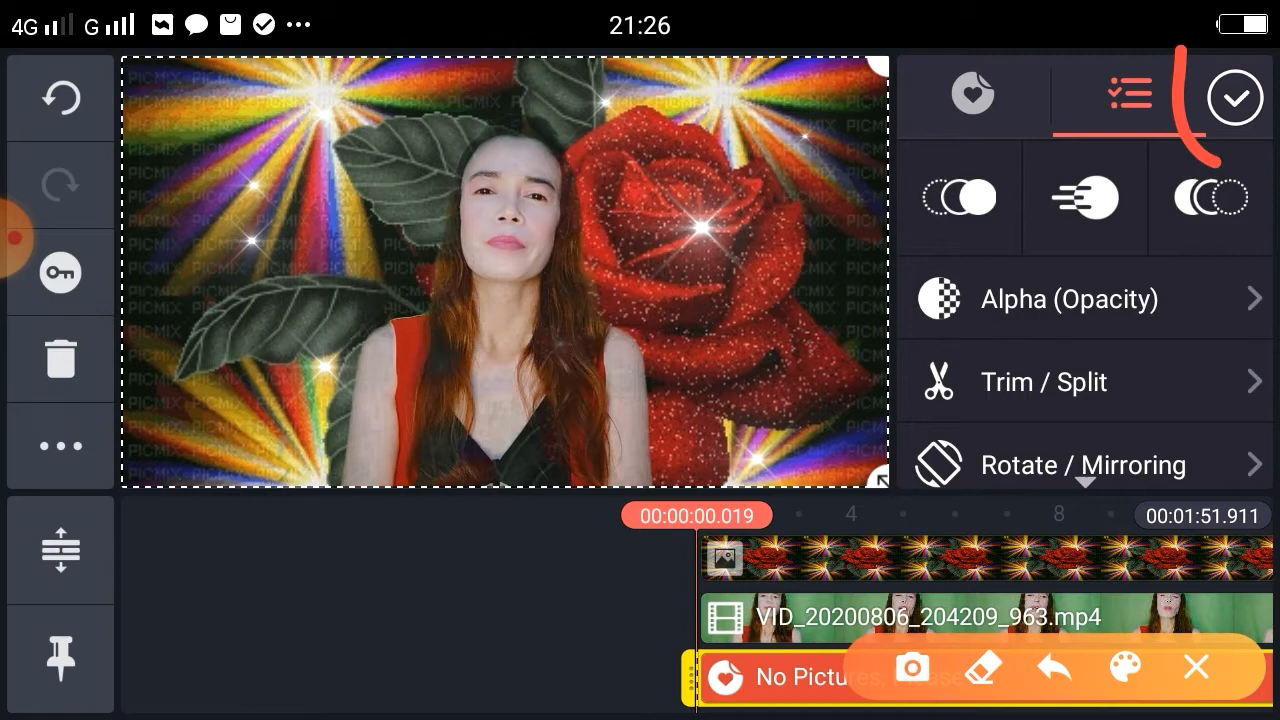 4G G 21:26
Alpha (Opacity)
Trim / Split
Rotate / Mirroring
00:00:00.019 4 8 00:01:51.911
VID_20200806_204209_963.mp4
No Pictu
PICMIX